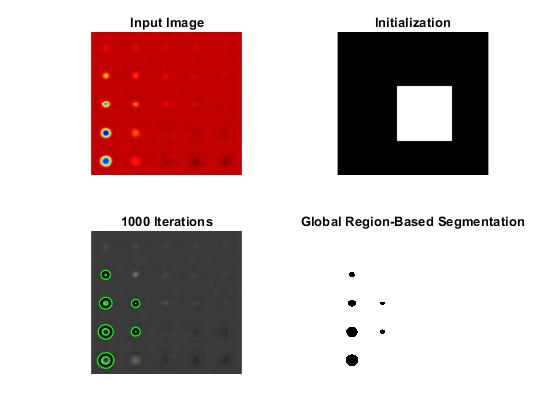 Input Image
Initialization
1000 Iterations
Global Region-Based Segmentation